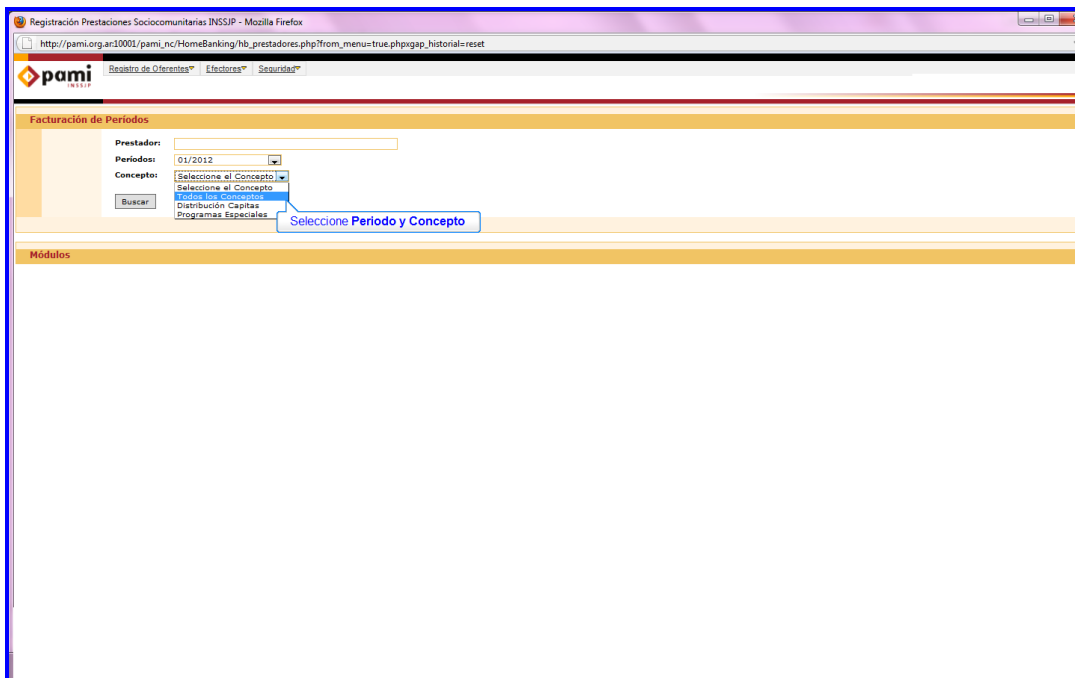 Registración Prestaciones Sociocomunitarias INSSJP - Mozilla Firefox
http://pami.org.ar:10001/pami_nc/HomeBanking/hb_prestadores.php?from_menu=true.phpxgap_historial=reset
pami
INSSJP
Registro de Oferentes Efectores Seguridad
Facturación de Períodos
Prestador:
Períodos: 01/2012
Concepto: Seleccione el Concepto
Seleccione el Concepto
Todos los Conceptos
Distribución Capitas
Programas Especiales
Buscar
Seleccione Periodo y Concepto
Módulos